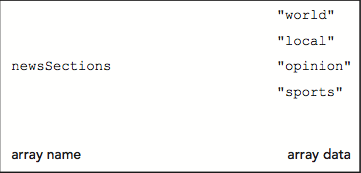 "world"
"local"
newsSections "opinion"
"sports"
array name array data